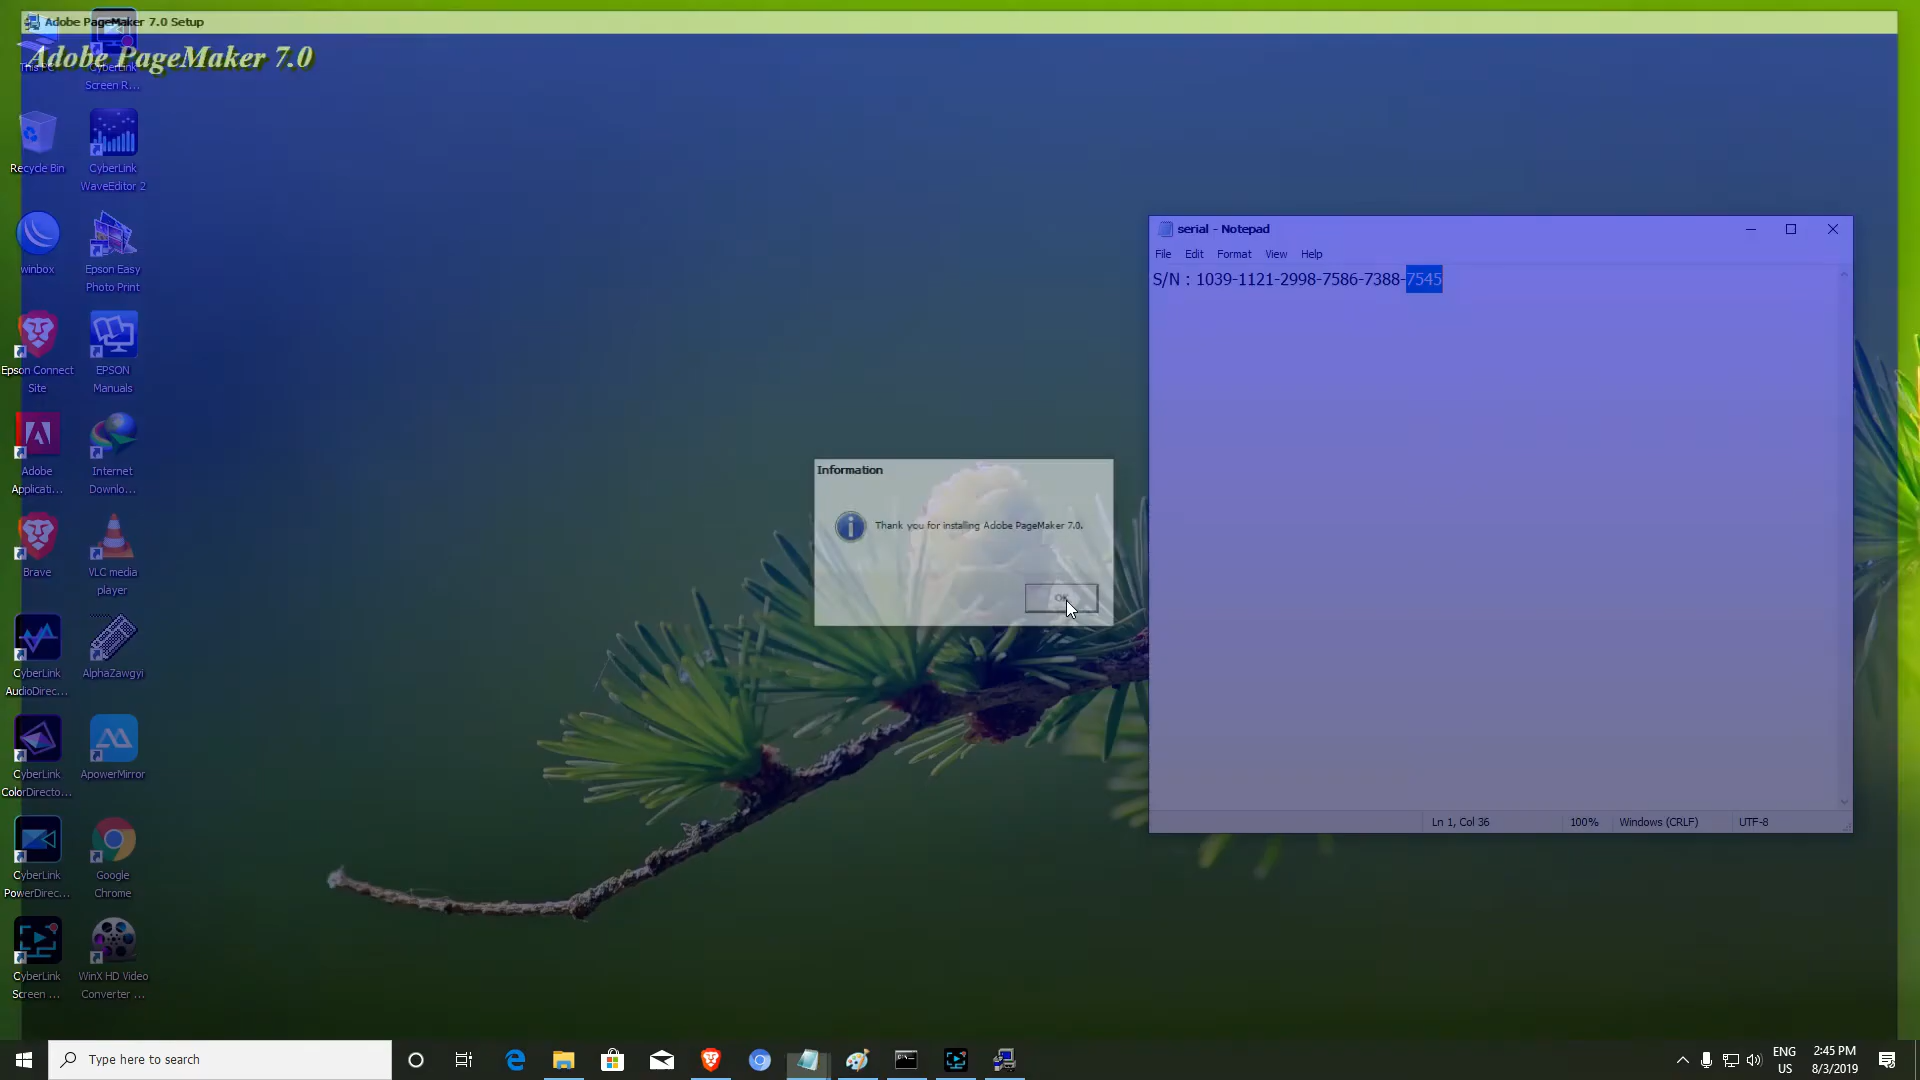 Adobe PageMaker 7.0 Setup
Adobe PageMaker 7.0
This PC
CyberLink
Screen R...
Recycle Bin
CyberLink
WaveEditor 2
winbox
Epson Easy
Photo Print
Epson Connect
Site
EPSON
Manuals
Adobe
Applicati...
Internet
Downlo...
Brave
VLC media
player
CyberLink
AudioDirec...
AlphaZawgyi
CyberLink
ColorDirecto...
ApowerMirror
CyberLink
PowerDirec...
Google
Chrome
CyberLink
Screen ...
WinX HD Video
Converter ...
serial - Notepad
File Edit Format View Help
S/N : 1039-1121-2998-7586-7388-7545
Ln 1, Col 36 100% Windows (CRLF) UTF-8
Information
Thank you for installing Adobe PageMaker 7.0.
OK
Type here to search
ENG
US
2:45 PM
8/3/2019